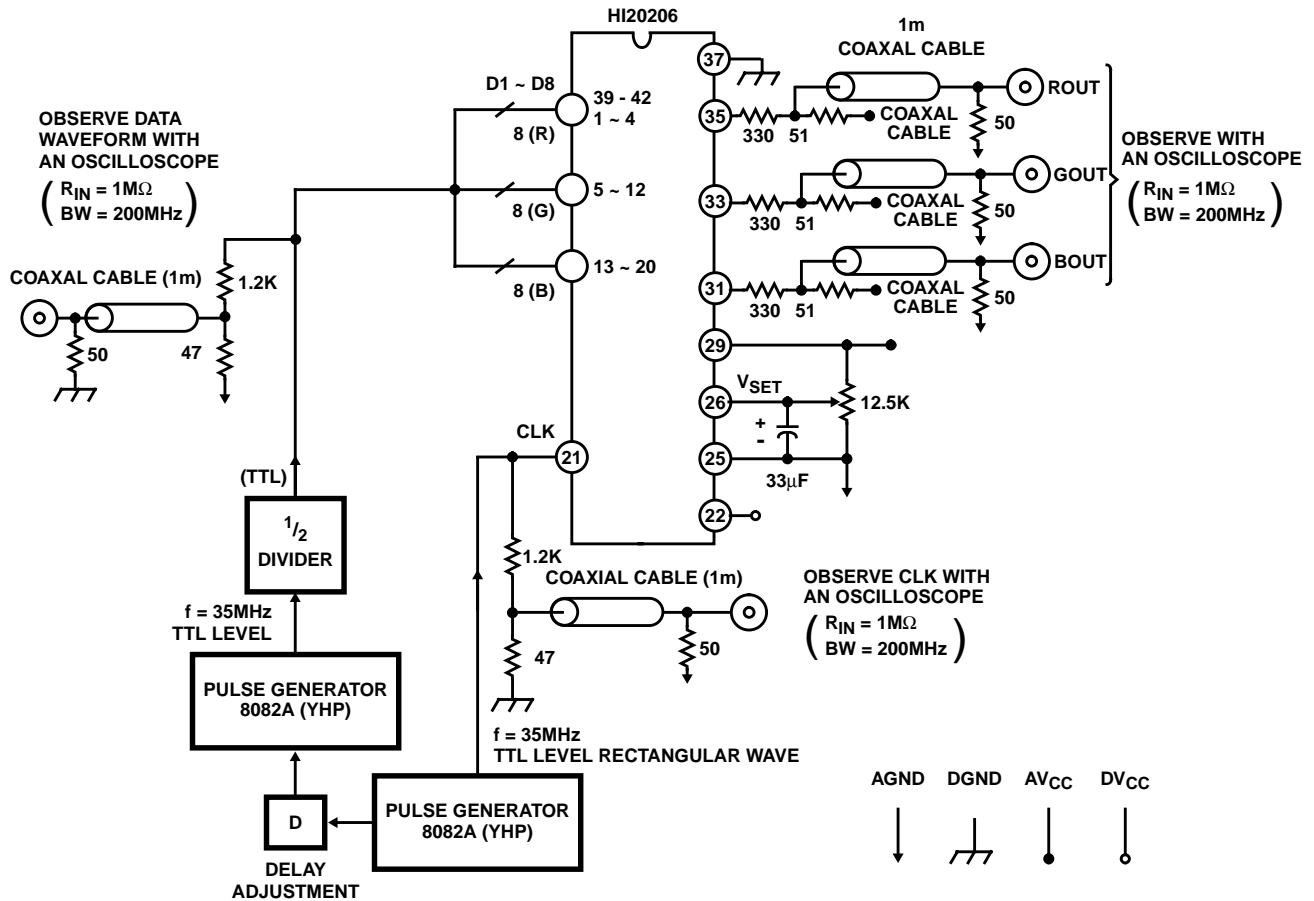 HI20206
1m
COAXAL CABLE
37
D1 ~ D8
39 - 42
1 ~ 4
8 (R)
35
330
51
COAXAL
CABLE
50
ROUT
OBSERVE DATA
WAVEFORM WITH
AN OSCILLOSCOPE
( RIN = 1MΩ
BW = 200MHz )
OBSERVE WITH
AN OSCILLOSCOPE
( RIN = 1MΩ
BW = 200MHz )
5 ~ 12
8 (G)
33
330
51
COAXAL
CABLE
50
GOUT
13 ~ 20
8 (B)
31
330
51
COAXAL
CABLE
50
BOUT
COAXAL CABLE (1m)
1.2K
50
47
29
VSET
26
12.5K
+
-
33µF
25
22
CLK
21
(TTL)
1/2
DIVIDER
1.2K
COAXIAL CABLE (1m)
47
50
OBSERVE CLK WITH
AN OSCILLOSCOPE
( RIN = 1MΩ
BW = 200MHz )
f = 35MHz
TTL LEVEL
PULSE GENERATOR
8082A (YHP)
f = 35MHz
TTL LEVEL RECTANGULAR WAVE
D
DELAY
ADJUSTMENT
PULSE GENERATOR
8082A (YHP)
AGND DGND AVCC DVCC